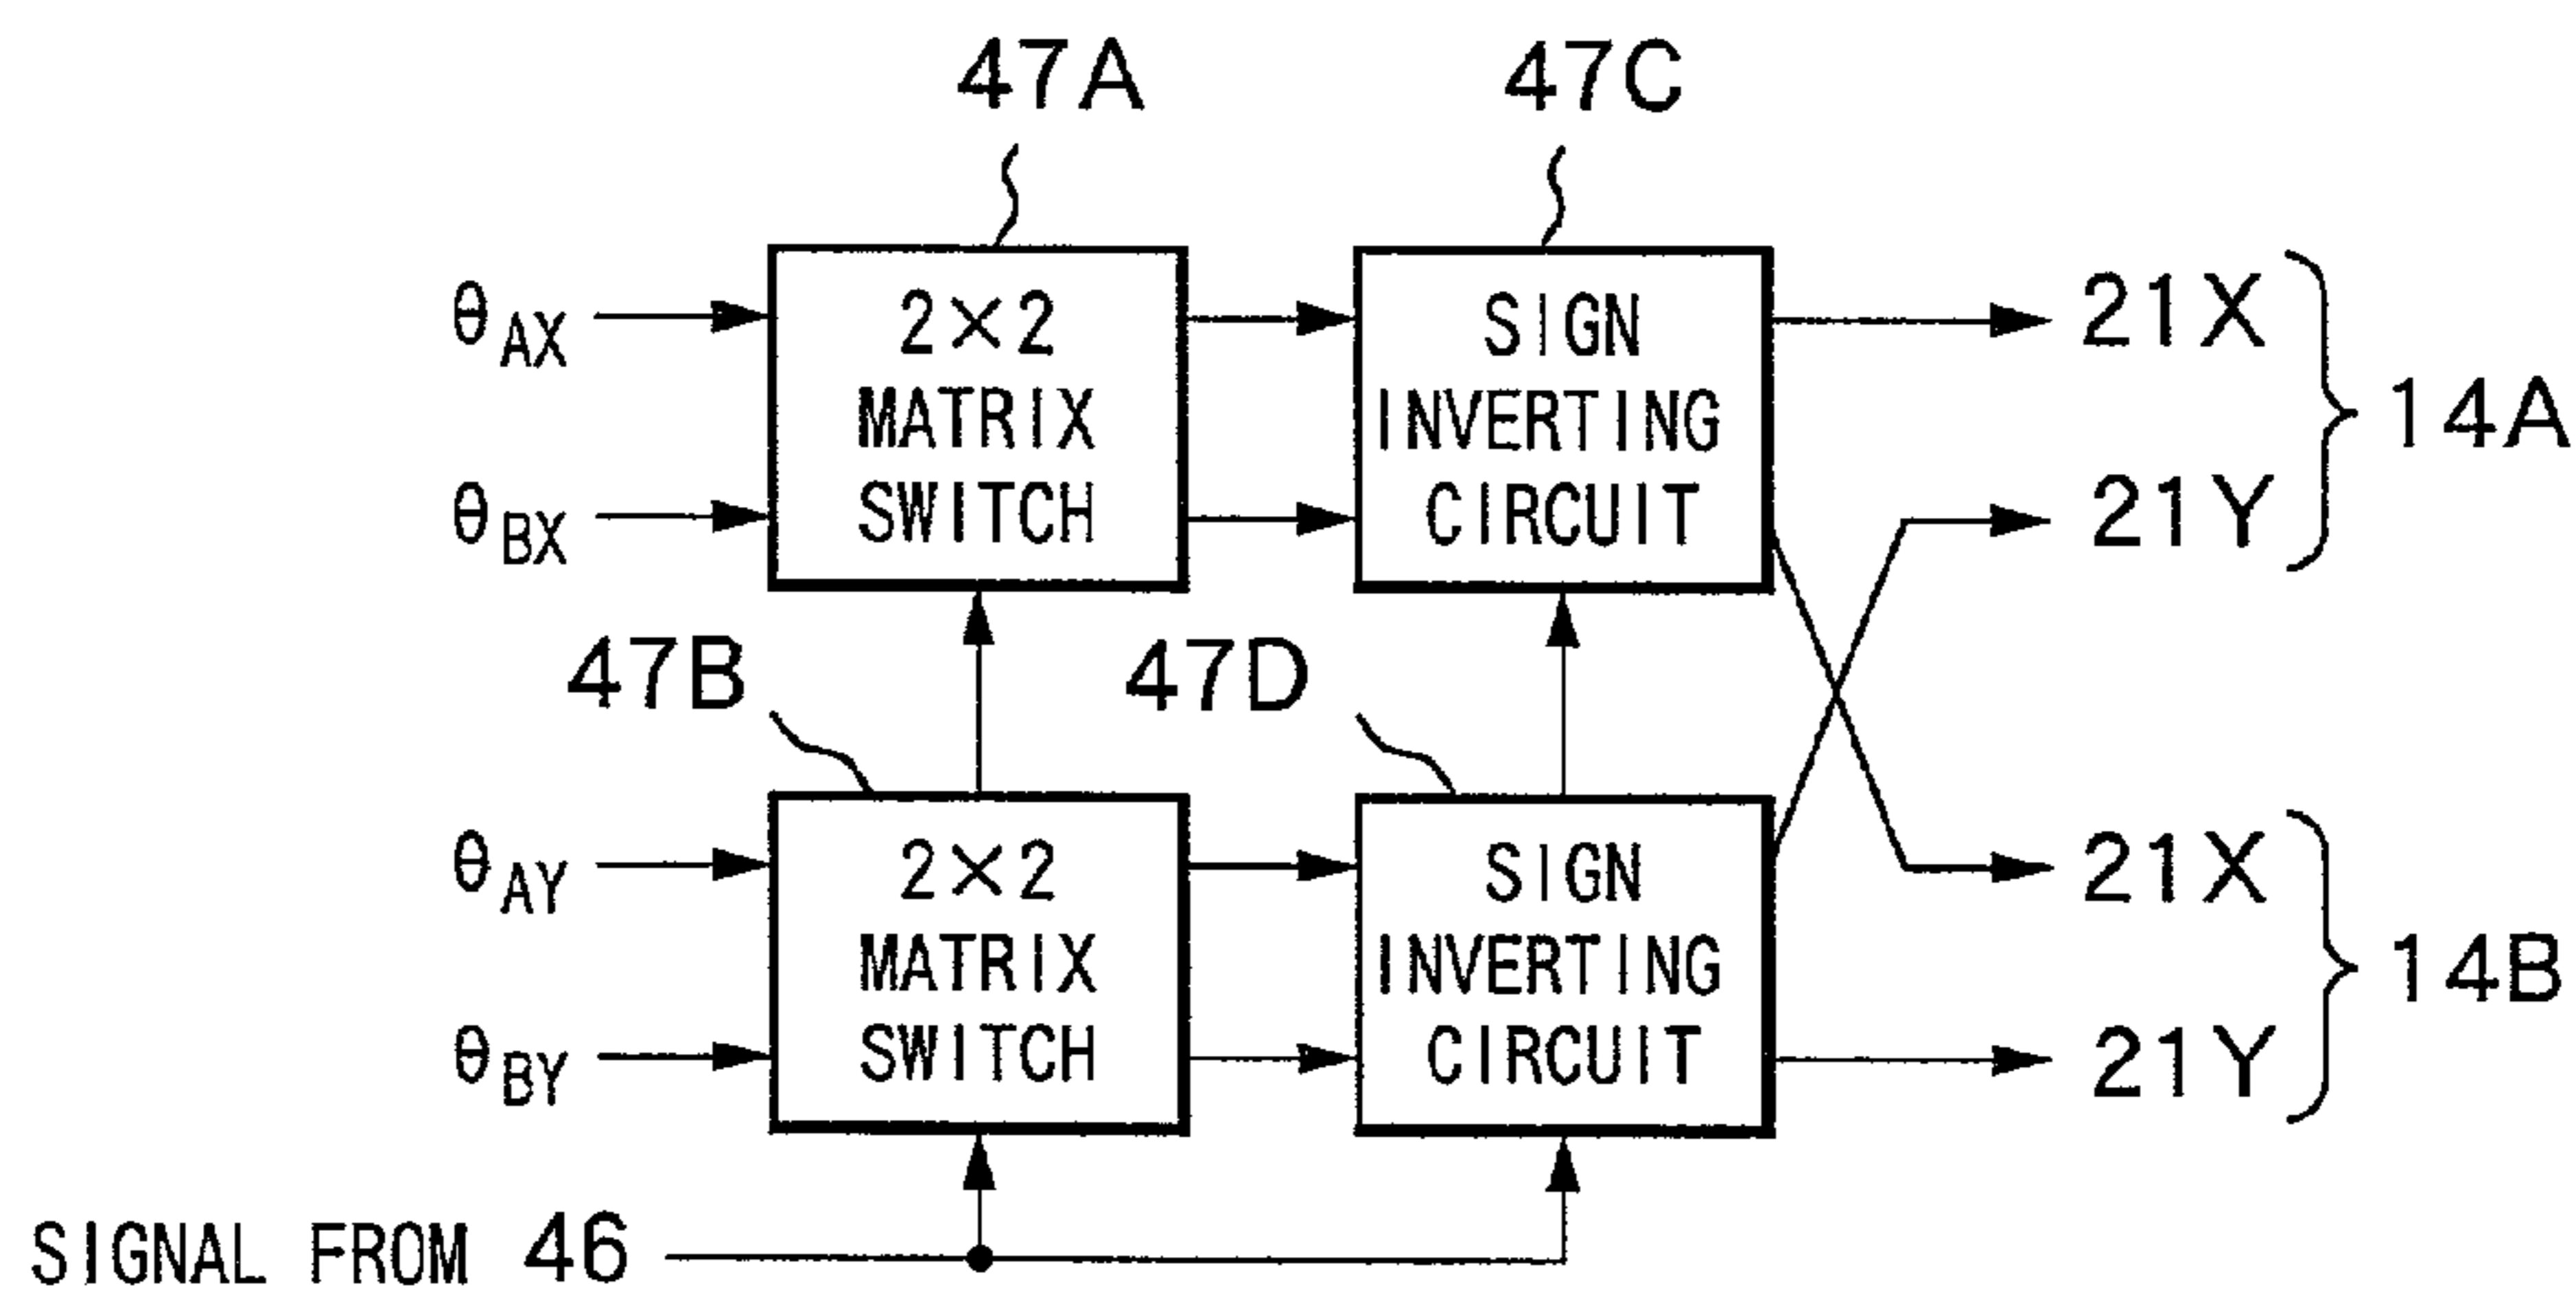 47A
47C
θAX
2×2
MATRIX
SWITCH
SIGN
INVERTING
CIRCUIT
21X
14A
θBX
21Y
47B
47D
θAY
2×2
MATRIX
SWITCH
SIGN
INVERTING
CIRCUIT
21X
14B
θBY
21Y
SIGNAL FROM 46